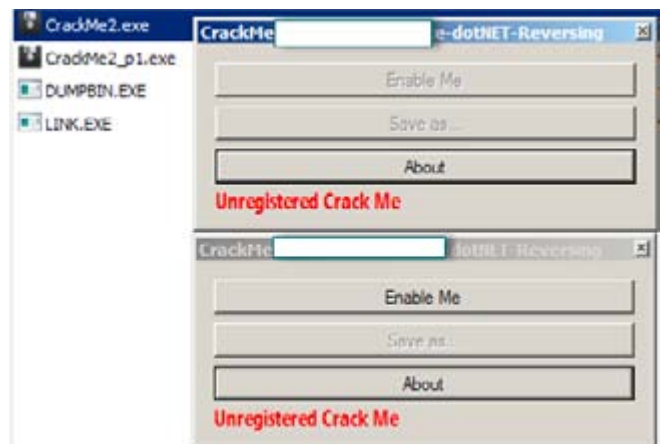 CrackMe2.exe
CrackMe2_p1.exe
DUMPBIN.EXE
LINK.EXE
CrackMe e-dotNET-Reversing
Enable Me
Save as...
About
Unregistered Crack Me
CrackMe -dotNET-Reversing
Enable Me
Save as...
About
Unregistered Crack Me